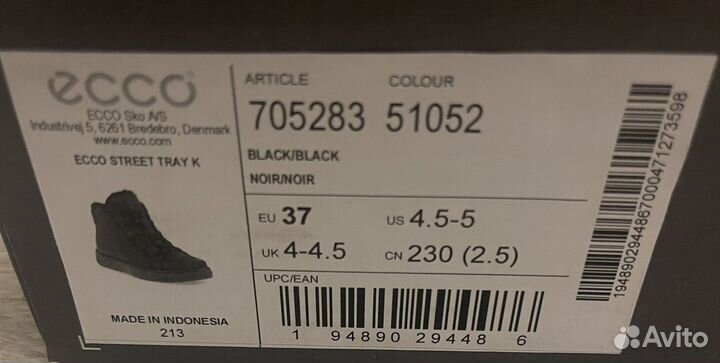 ecco
ECCO Sko A/S
Industrivej 5, 6261 Bredebro, Denmark
www.ecco.com
ECCO STREET TRAY K
MADE IN INDONESIA
213
ARTICLE COLOUR
705283 51052
BLACK/BLACK
NOIR/NOIR
EU 37 US 4.5-5
UK 4-4.5 CN 230 (2.5)
UPC/EAN
1 94890 29448 6
1948902944867000471273598
Avito